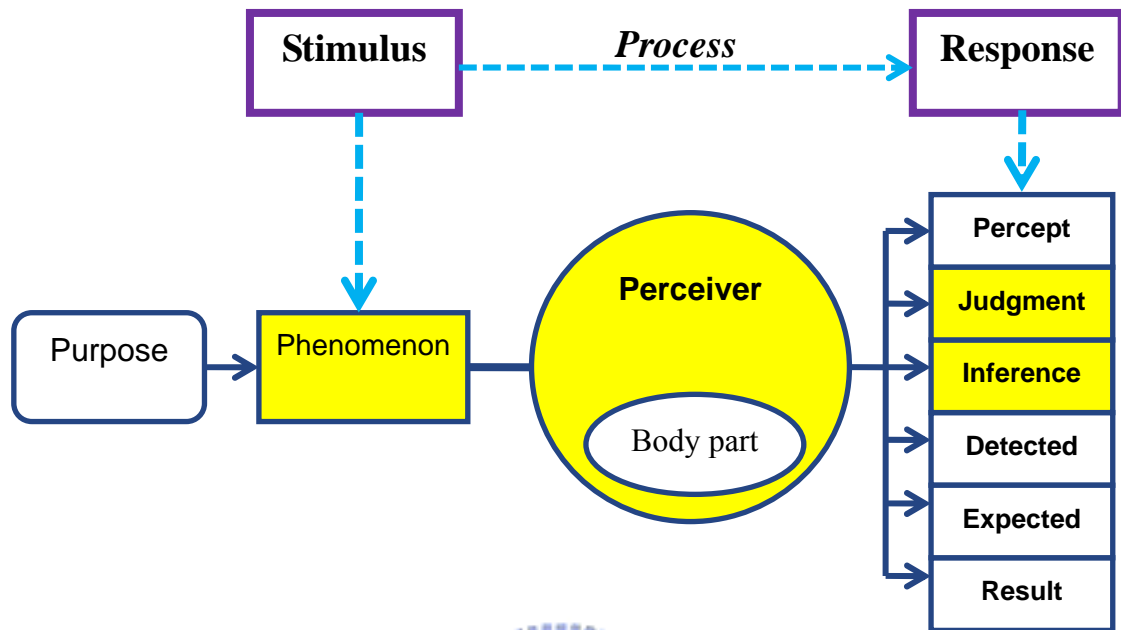 Stimulus
Process
Response
Purpose
Phenomenon
Perceiver
Body part
Percept
Judgment
Inference
Detected
Expected
Result